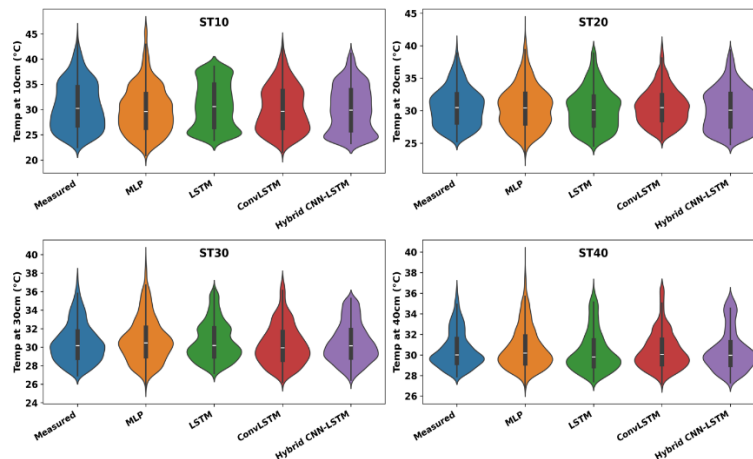 ST10
Temp at 10cm (°C)
45
40
35
30
25
20
Measured
MLP
LSTM
ConvLSTM
Hybrid CNN-LSTM
ST20
Temp at 20cm (°C)
45
40
35
30
25
Measured
MLP
LSTM
ConvLSTM
Hybrid CNN-LSTM
ST30
Temp at 30cm (°C)
40
38
36
34
32
30
28
26
24
Measured
MLP
LSTM
ConvLSTM
Hybrid CNN-LSTM
ST40
Temp at 40cm (°C)
40
38
36
34
32
30
28
26
Measured
MLP
LSTM
ConvLSTM
Hybrid CNN-LSTM